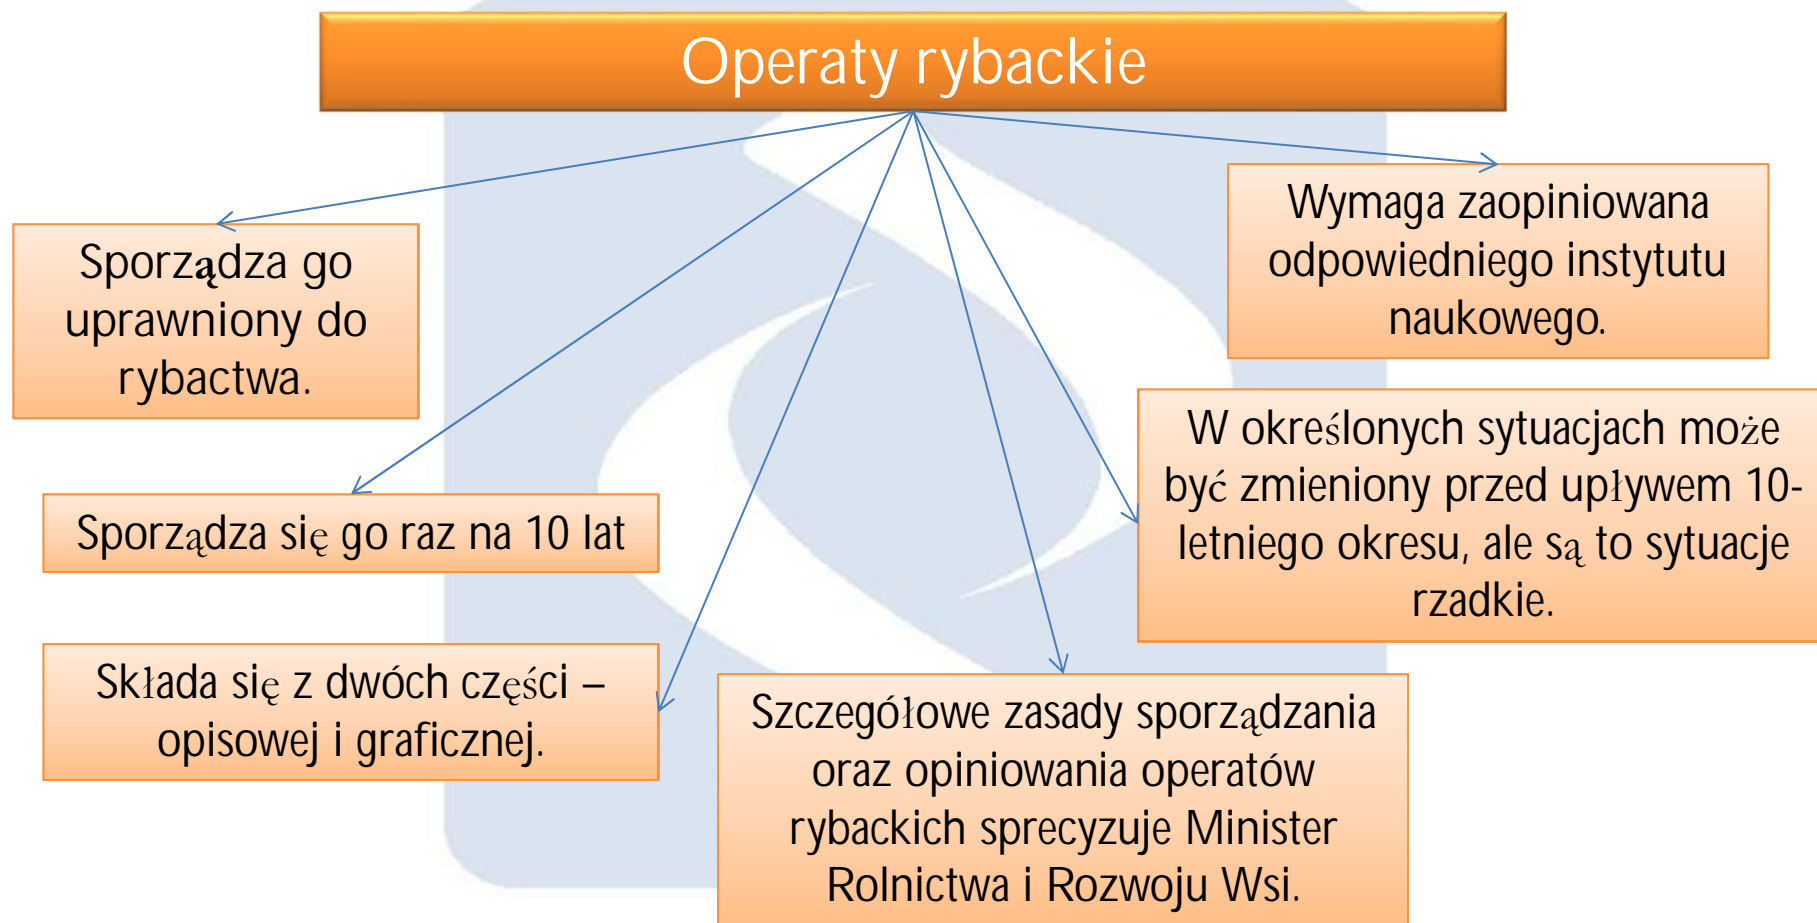 Operaty rybackie
Sporządza go
uprawniony do
rybactwa.
Sporządza się go raz na 10 lat
Składa się z dwóch części –
opisowej i graficznej.
Szczegółowe zasady sporządzania
oraz opiniowania operatów
rybackich sprecyzuje Minister
Rolnictwa i Rozwoju Wsi.
W określonych sytuacjach może
być zmieniony przed upływem 10-
letniego okresu, ale są to sytuacje
rzadkie.
Wymaga zaopiniowana
odpowiedniego instytutu
naukowego.